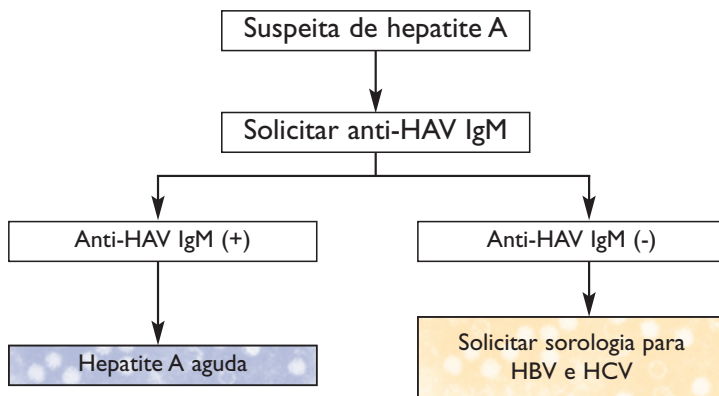 Suspeita de hepatite A
Solicitar anti-HAV IgM
Anti-HAV IgM (+)
Anti-HAV IgM (-)
Hepatite A aguda
Solicitar sorologia para
HBV e HCV